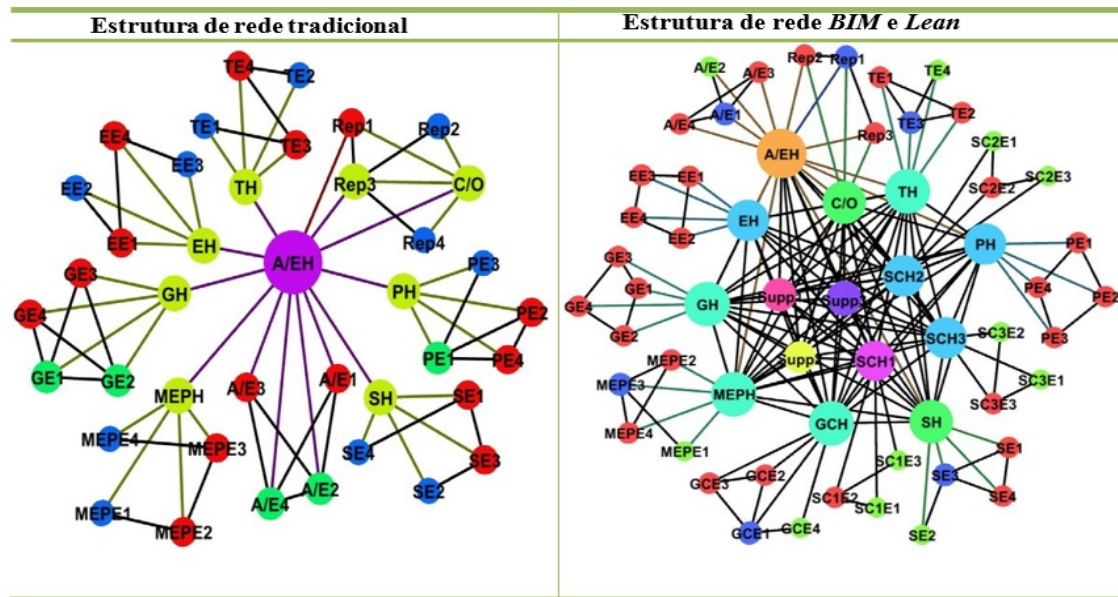 Estrutura de rede tradicional
Estrutura de rede BIM e Lean
TE4
TE2
TE1
TE3
Rep1
Rep2
EE4
EE3
EE2
EE1
TH
Rep3
C/O
Rep4
EH
A/EH
GE3
GH
PH
PE3
GE4
PE2
PE1
PE4
GE1
GE2
A/E3
A/E1
MEPH
SH
SE1
MEPE4
MEPE3
SE4
SE3
A/E2
SE2
A/E4
MEPE1
MEPE2
Rep2
Rep1
A/E2
A/E3
TE1
TE4
A/E1
A/E4
TE3
TE2
Rep3
SC2E1
A/EH
EE3
EE1
SC2E3
SC2E2
TH
C/O
EE4
EE2
EH
PH
PE1
GE3
SCH2
GE1
PE4
PE2
GE4
GH
Supp
Supp
GE2
SC3E2
PE3
SCH3
MEPE2
Supp
SCH1
MEPE3
SC3E1
MEPH
SC3E3
MEPE4
GCH
SH
MEPE1
SE1
SC1E3
GCE2
SE3
GCE3
SC1E2
SE4
SC1E1
GCE4
GCE1
SE2